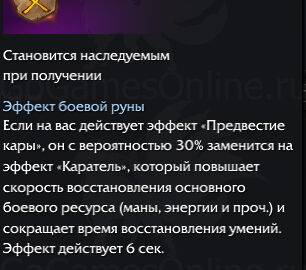 Становится наследуемым
при получении
Эффект боевой руны
Если на вас действует эффект «Предвестие
кары», он с вероятностью 30% заменится на
эффект «Каратель», который повышает
скорость восстановления основного
боевого ресурса (маны, энергии и проч.) и
сокращает время восстановления умений.
Эффект действует 6 сек.